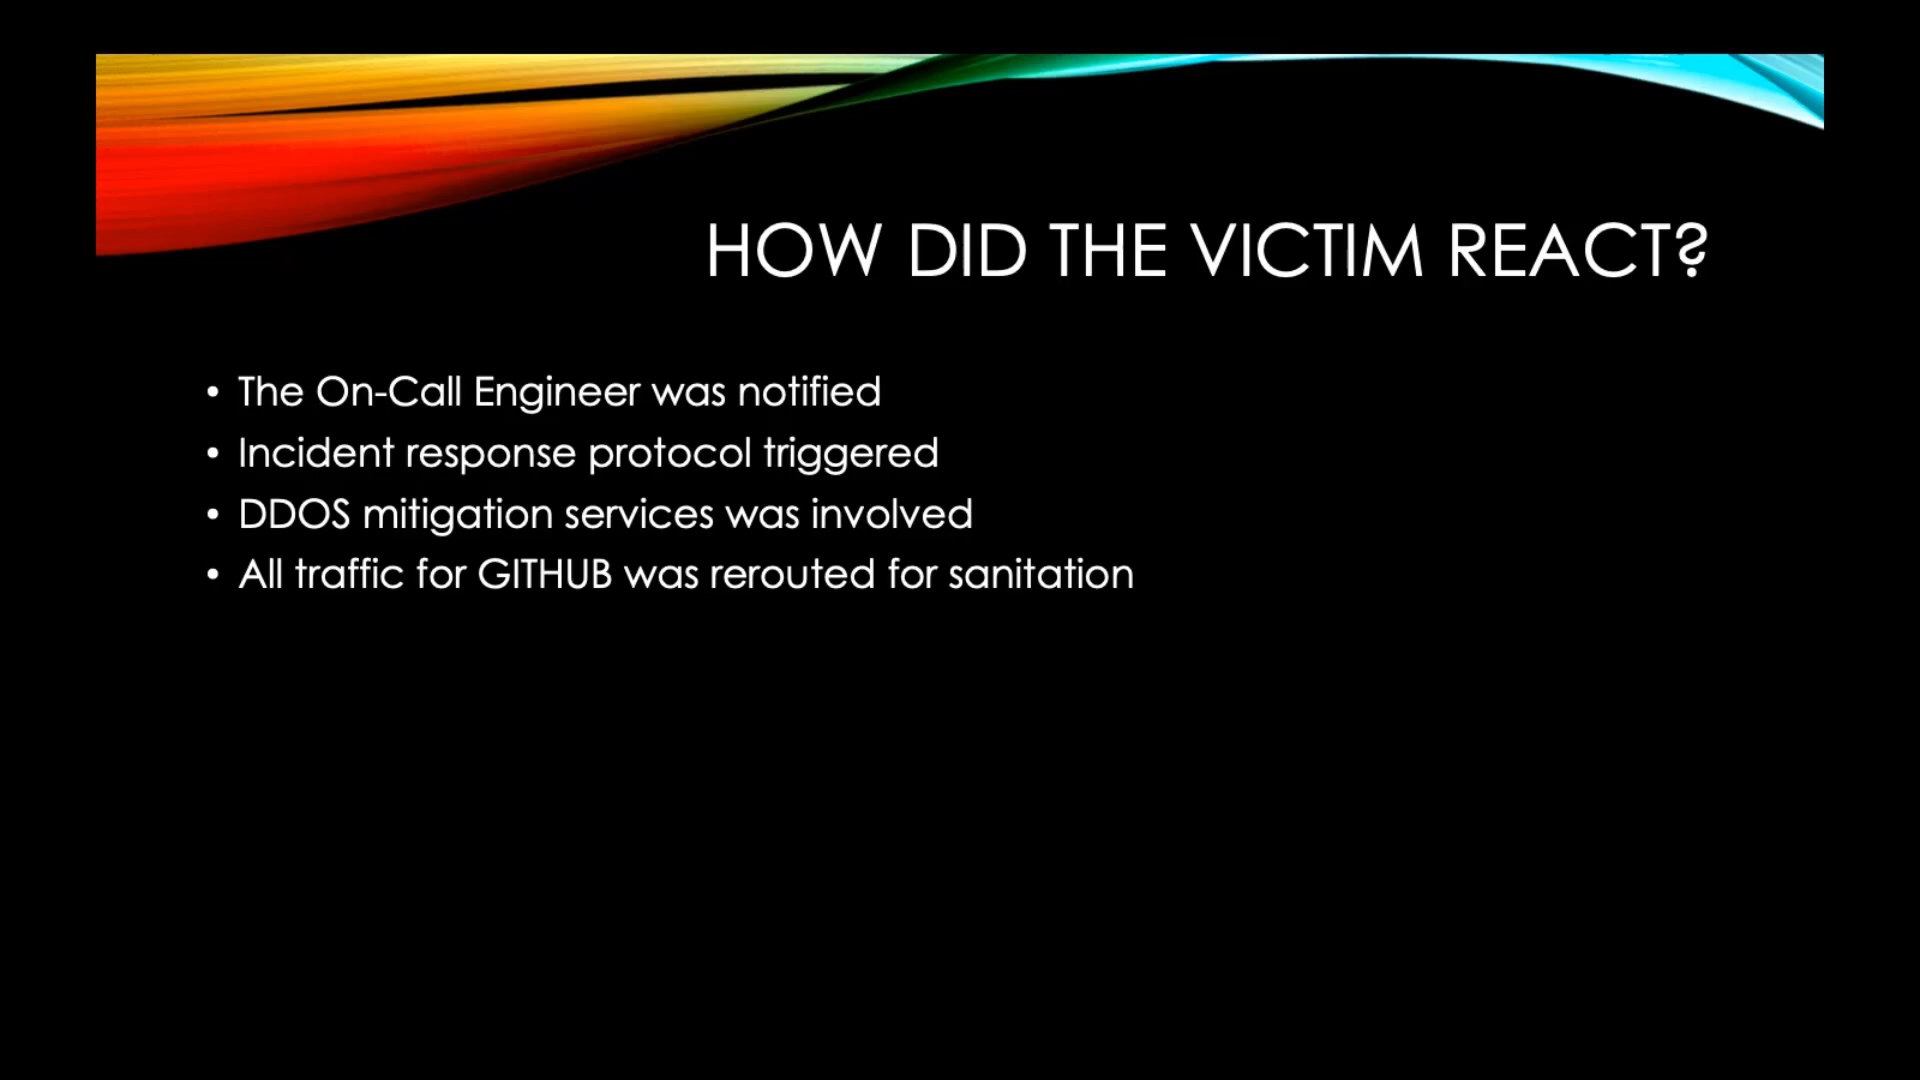 HOW DID THE VICTIM REACT?
• The On-Call Engineer was notified
• Incident response protocol triggered
• DDOS mitigation services was involved
• All traffic for GITHUB was rerouted for sanitation